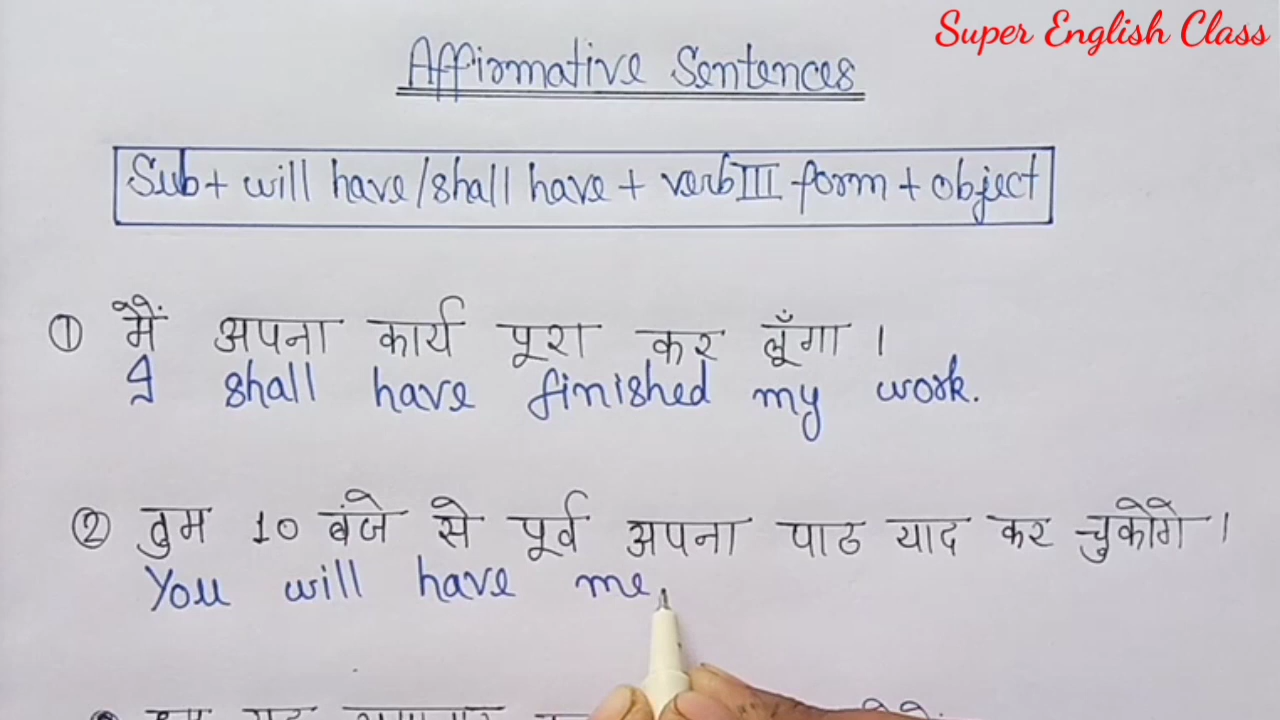 Super English Class
Affirmative Sentences
Sub + will have/shall have + verb III form + object
① मैं अपना कार्य पूरा कर लूँगा ।
I shall have finished my work.
② तुम 10 बजे से पूर्व अपना पाठ याद कर चुकोगे ।
You will have me